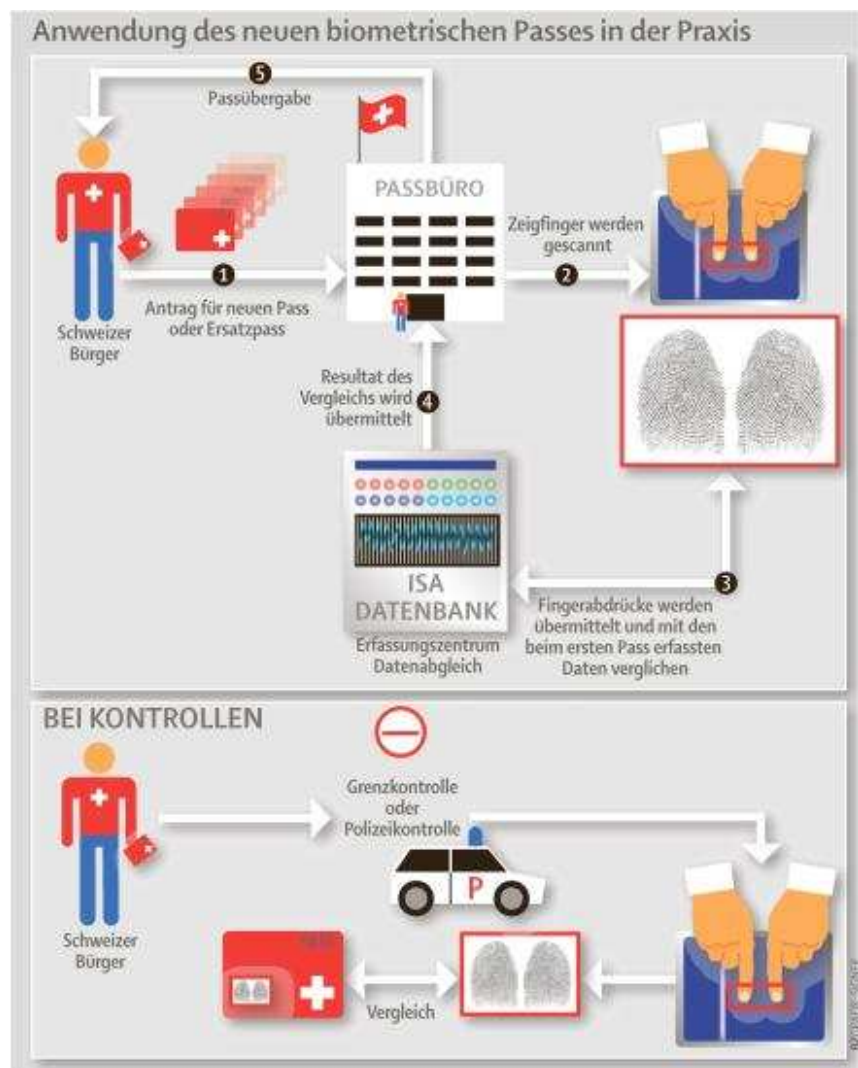 Anwendung des neuen biometrischen Passes in der Praxis
5
Passübergabe
PASSBÜRO
Zeigfinger werden
gescannt
1
2
Antrag für neuen Pass
oder Ersatzpass
Schweizer
Bürger
Resultat des
Vergleichs wird
übermittelt
4
ISA
DATENBANK
Erfassungszentrum
Datenabgleich
3
Fingerabdrücke werden
übermittelt und mit den
beim ersten Pass erfassten
Daten verglichen
BEI KONTROLLEN
Grenzkontrolle
oder
Polizeikontrolle
P
Schweizer
Bürger
Vergleich